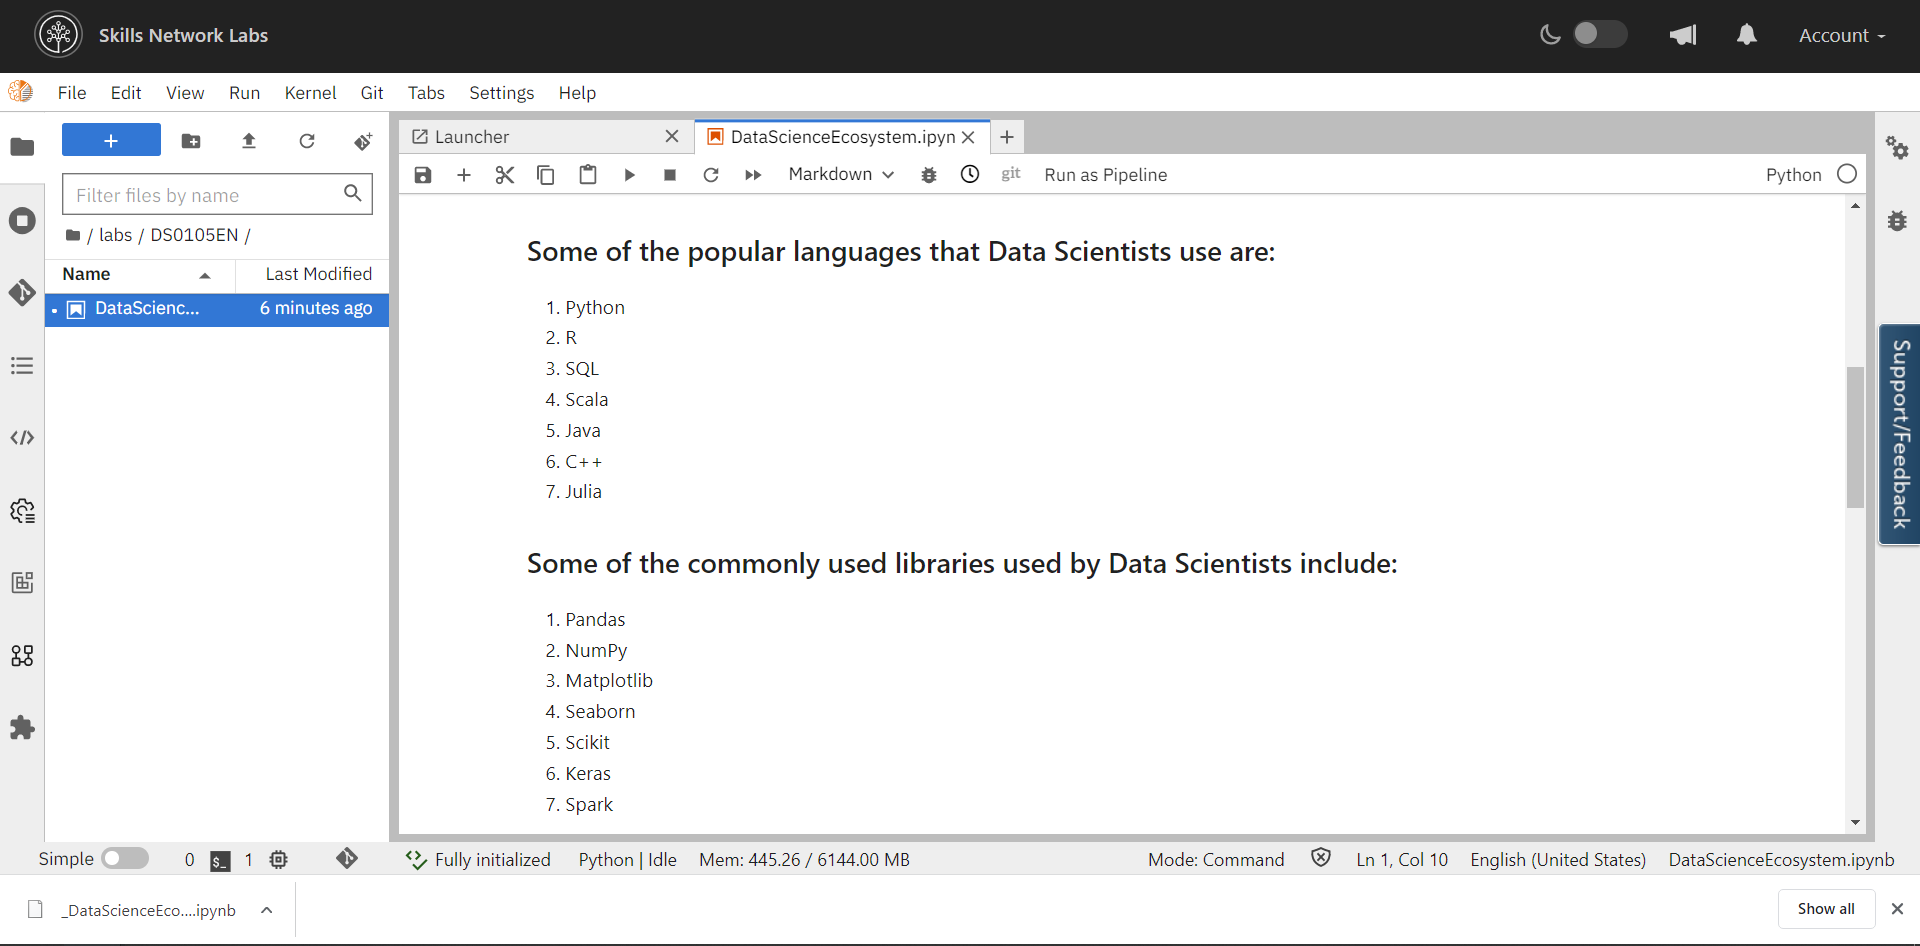 Skills Network Labs
Account
File Edit View Run Kernel Git Tabs Settings Help
+
Launcher
DataScienceEcosystem.ipyn
+
Filter files by name
Markdown
git
Run as Pipeline
Python
/ labs / DS0105EN /
Name
Last Modified
DataScienc...
6 minutes ago
Some of the popular languages that Data Scientists use are:
1. Python
2. R
3. SQL
4. Scala
5. Java
6. C++
7. Julia
Some of the commonly used libraries used by Data Scientists include:
1. Pandas
2. NumPy
3. Matplotlib
4. Seaborn
5. Scikit
6. Keras
7. Spark
Support/Feedback
Simple 0 $_ 1 Fully initialized Python | Idle Mem: 445.26 / 6144.00 MB Mode: Command Ln 1, Col 10 English (United States) DataScienceEcosystem.ipynb
_DataScienceEco....ipynb
Show all